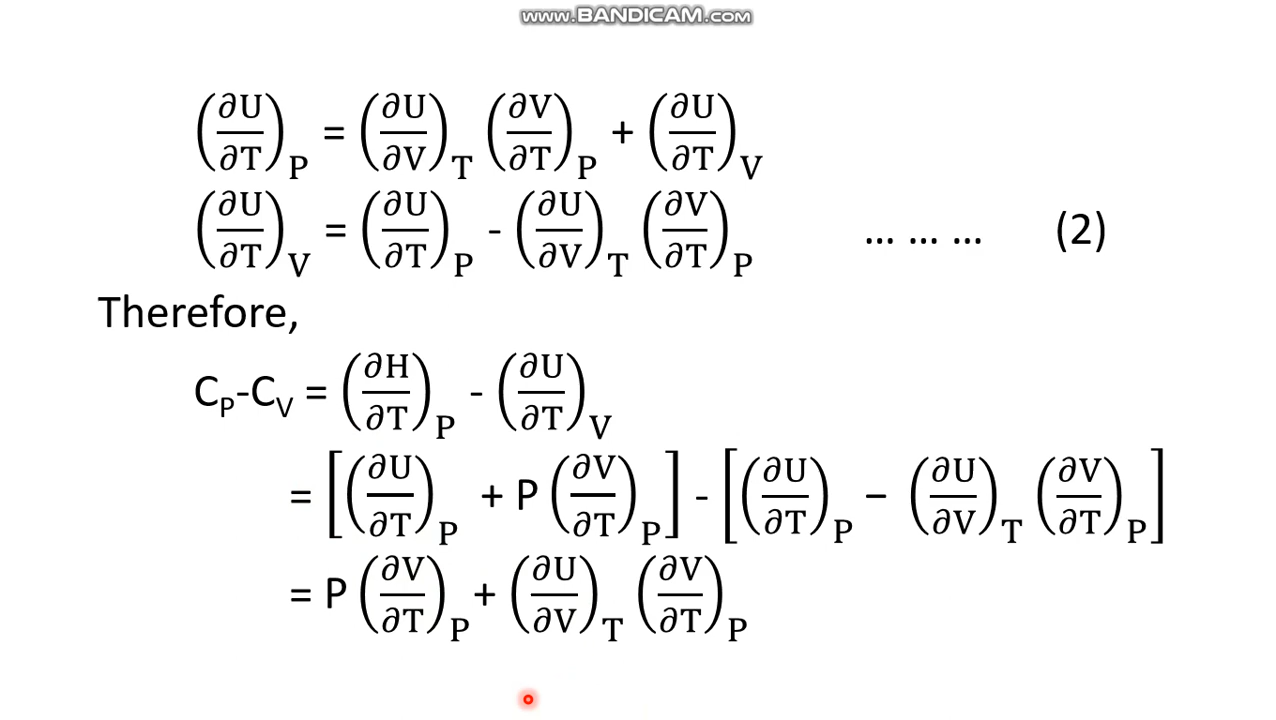 www.BANDICAM.com
(∂U/∂T)_P = (∂U/∂V)_T (∂V/∂T)_P + (∂U/∂T)_V
(∂U/∂T)_V = (∂U/∂T)_P - (∂U/∂V)_T (∂V/∂T)_P ... ... ... (2)
Therefore,
C_P-C_V = (∂H/∂T)_P - (∂U/∂T)_V
= [(∂U/∂T)_P + P (∂V/∂T)_P] - [(∂U/∂T)_P − (∂U/∂V)_T (∂V/∂T)_P]
= P (∂V/∂T)_P + (∂U/∂V)_T (∂V/∂T)_P